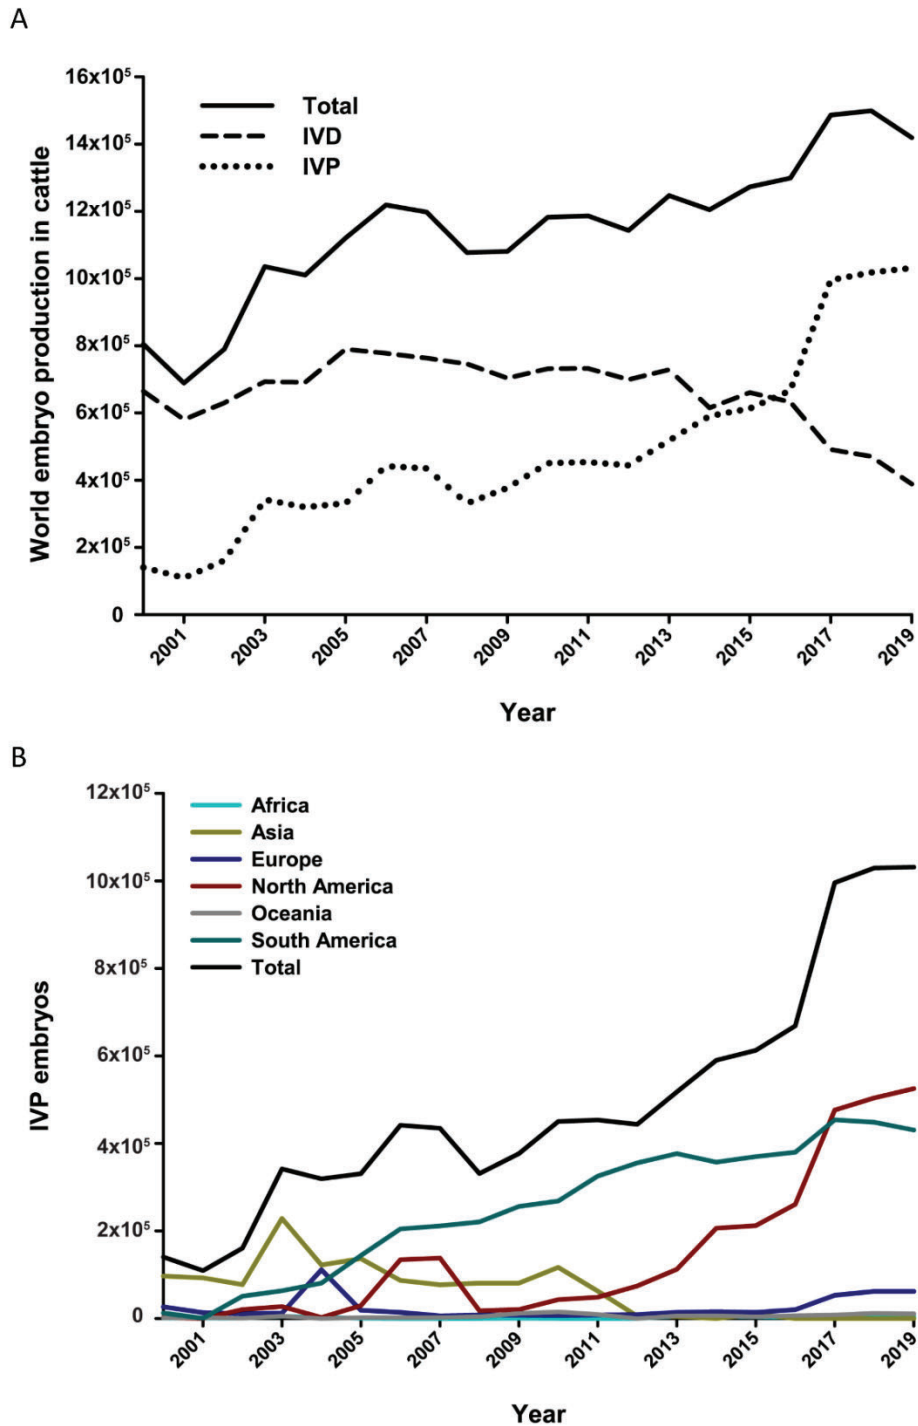 A
16x10⁵
14x10⁵
12x10⁵
10x10⁵
8x10⁵
6x10⁵
4x10⁵
2x10⁵
0
World embryo production in cattle
Total
IVD
IVP
2001
2003
2005
2007
2009
2011
2013
2015
2017
2019
Year
B
12x10⁵
10x10⁵
8x10⁵
6x10⁵
4x10⁵
2x10⁵
0
IVP embryos
Africa
Asia
Europe
North America
Oceania
South America
Total
2001
2003
2005
2007
2009
2011
2013
2015
2017
2019
Year